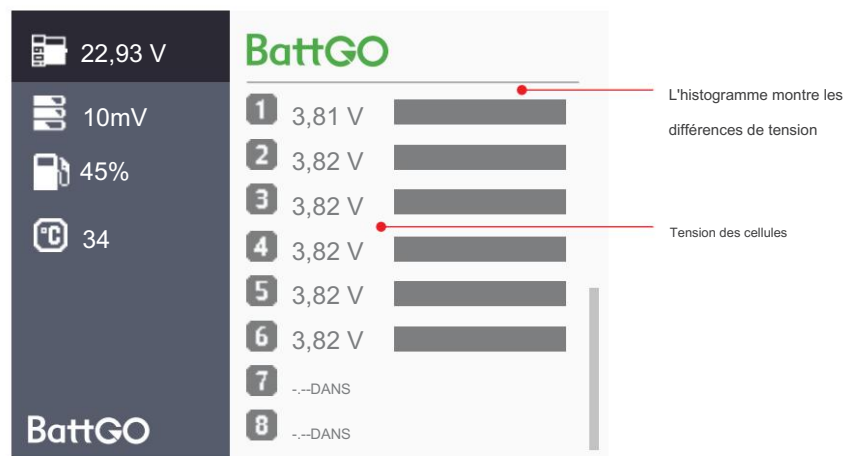 22,93 V
10mV
45%
°C 34
BattGO
BattGO
1 3,81 V
2 3,82 V
3 3,82 V
4 3,82 V
5 3,82 V
6 3,82 V
7 -.--DANS
8 -.--DANS
L'histogramme montre les
différences de tension
Tension des cellules